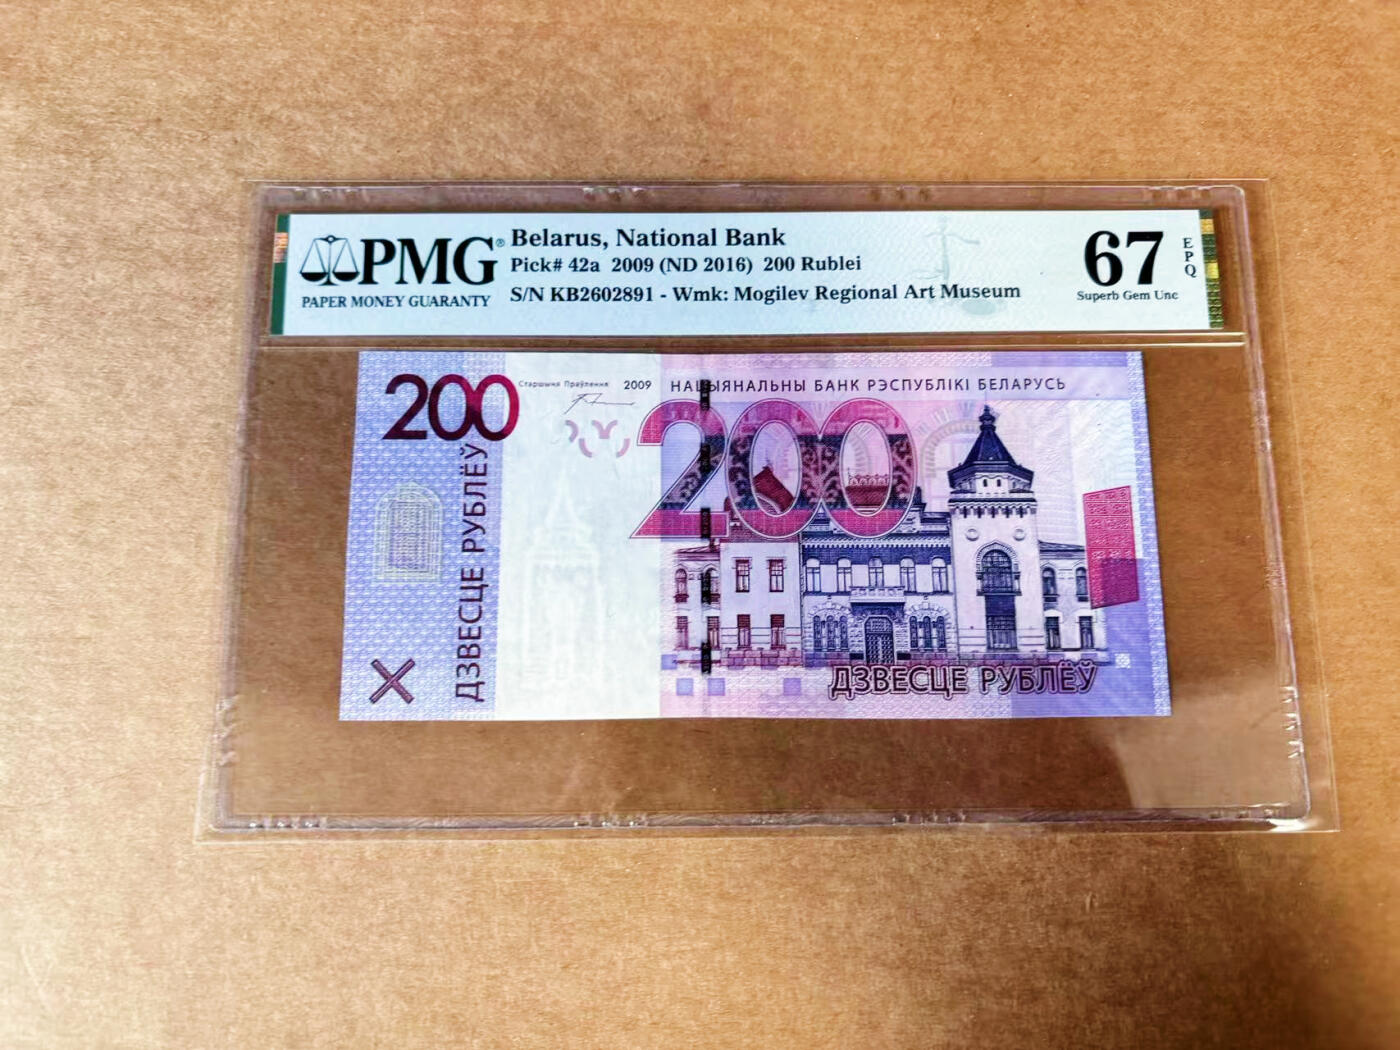 PMG®
PAPER MONEY GUARANTY
Belarus, National Bank
Pick# 42a 2009 (ND 2016) 200 Rublei
S/N KB2602891 - Wmk: Mogilev Regional Art Museum
67
EPQ
Superb Gem Unc
200
Старшыня Праўлення 2009
НАЦЫЯНАЛЬНЫ БАНК РЭСПУБЛІКІ БЕЛАРУСЬ
200
ДЗВЕСЦЕ РУБЛЁЎ
ДЗВЕСЦЕ РУБЛЁЎ